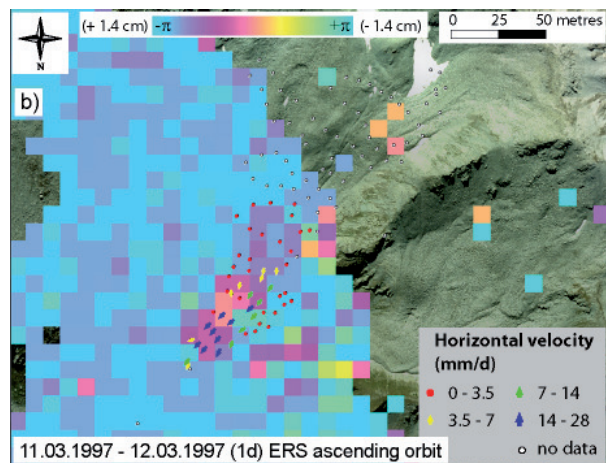 (+ 1.4 cm) -π +π (- 1.4 cm)
0 25 50 metres
N
b)
Horizontal velocity
(mm/d)
0 - 3.5 7 - 14
3.5 - 7 14 - 28
no data
11.03.1997 - 12.03.1997 (1d) ERS ascending orbit